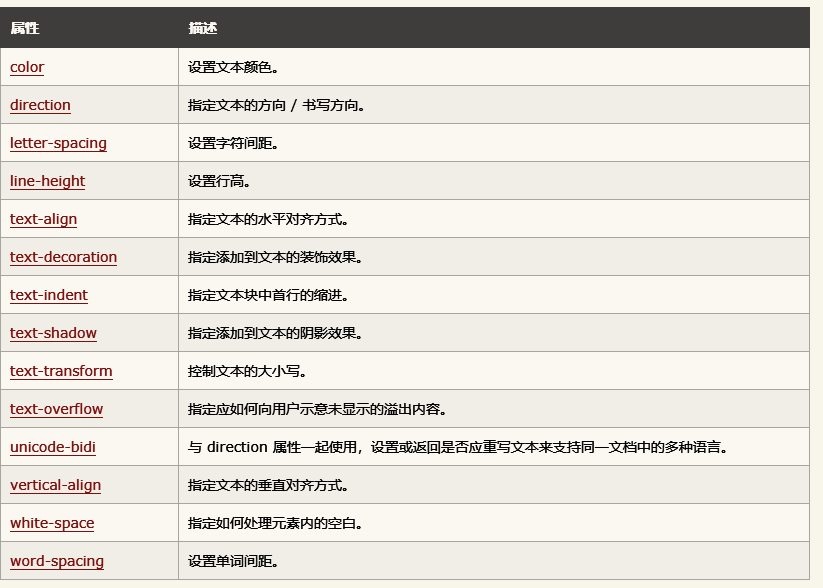 属性 描述
color 设置文本颜色。
direction 指定文本的方向 / 书写方向。
letter-spacing 设置字符间距。
line-height 设置行高。
text-align 指定文本的水平对齐方式。
text-decoration 指定添加到文本的装饰效果。
text-indent 指定文本块中首行的缩进。
text-shadow 指定添加到文本的阴影效果。
text-transform 控制文本的大小写。
text-overflow 指定应如何向用户示意未显示的溢出内容。
unicode-bidi 与 direction 属性一起使用，设置或返回是否应重写文本来支持同一文档中的多种语言。
vertical-align 指定文本的垂直对齐方式。
white-space 指定如何处理元素内的空白。
word-spacing 设置单词间距。